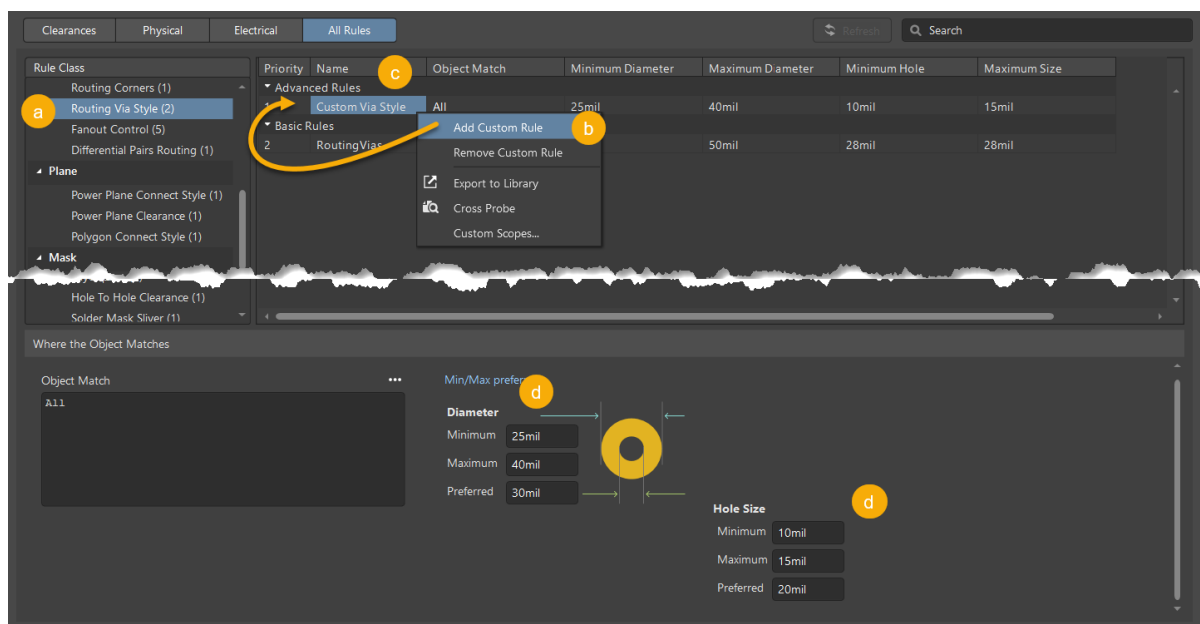 Clearances Physical Electrical All Rules Refresh Search
Rule Class
Routing Corners (1)
a Routing Via Style (2)
Fanout Control (5)
Differential Pairs Routing (1)
Plane
Power Plane Connect Style (1)
Power Plane Clearance (1)
Polygon Connect Style (1)
Mask
Hole To Hole Clearance (1)
Solder Mask Sliver (1)
Priority Name c Object Match Minimum Diameter Maximum Diameter Minimum Hole Maximum Size
Advanced Rules
1 Custom Via Style All 25mil 40mil 10mil 15mil
Basic Rules
2 RoutingVias 50mil 28mil 28mil
Add Custom Rule b
Remove Custom Rule
Export to Library
Cross Probe
Custom Scopes...
Where the Object Matches
Object Match •••
All
Min/Max d
Diameter
Minimum 25mil
Maximum 40mil
Preferred 30mil
Hole Size d
Minimum 10mil
Maximum 15mil
Preferred 20mil